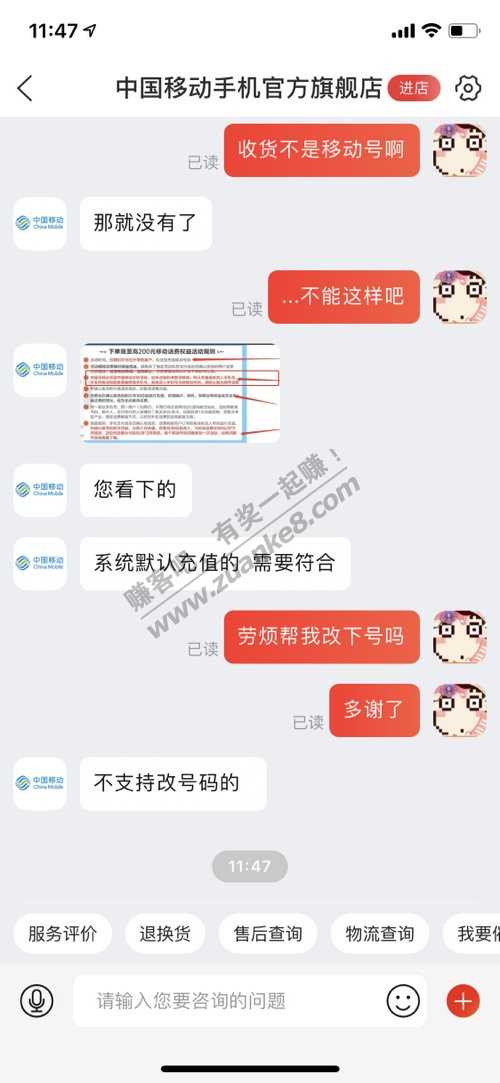 11:47
中国移动手机官方旗舰店 进店
已读 收货不是移动号啊
中国移动
China Mobile
那就没有了
已读 ...不能这样吧
中国移动
China Mobile
下单领至高200元移动话费权益活动规则
中国移动
China Mobile
您看下的
中国移动
China Mobile
系统默认充值的 需要符合
赚客吧,有奖一起赚!
www.zuanke8.com
已读 劳烦帮我改下号吗
已读 多谢了
中国移动
China Mobile
不支持改号码的
11:47
服务评价 退换货 售后查询 物流查询 我要催
请输入您要咨询的问题